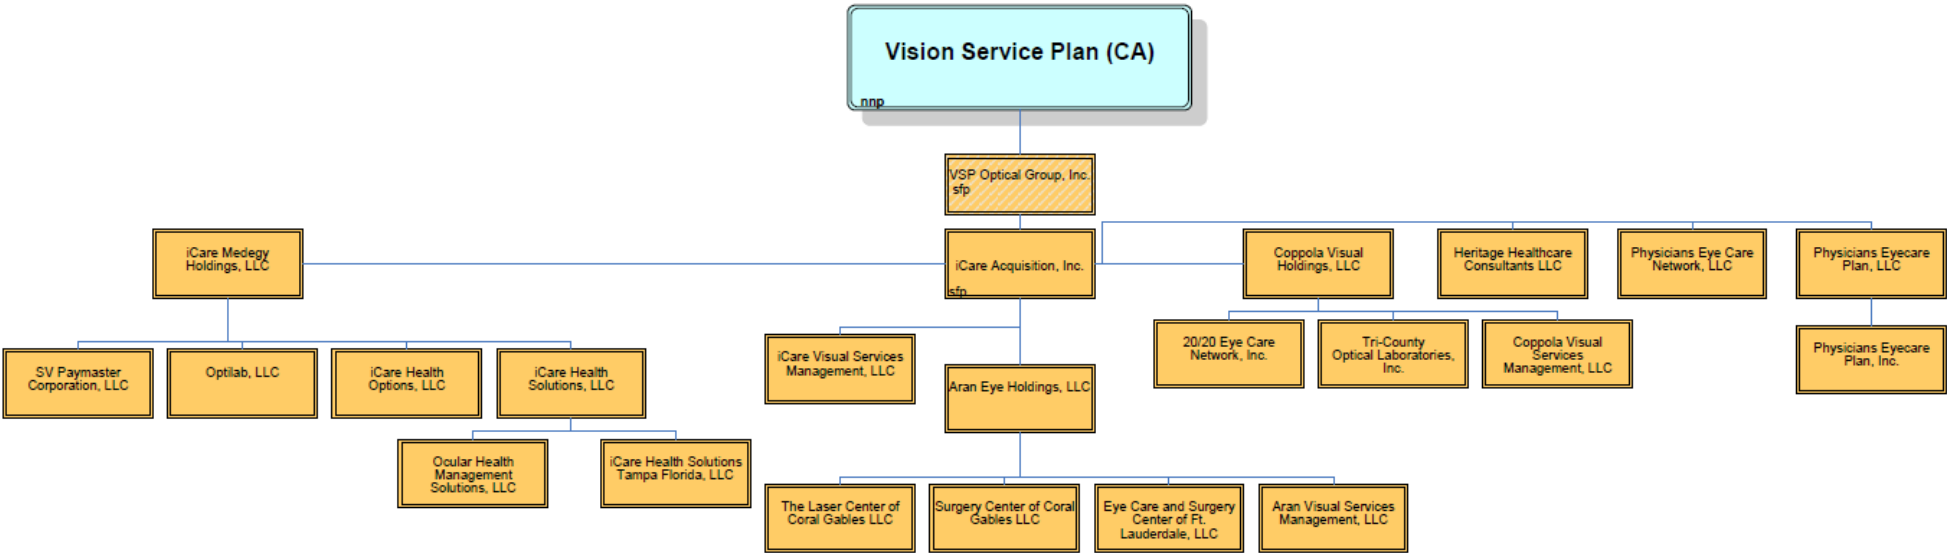 Vision Service Plan (CA)
nnp
VSP Optical Group, Inc.
sfp
iCare Medegy
Holdings, LLC
iCare Acquisition, Inc.
sfp
Coppola Visual
Holdings, LLC
Heritage Healthcare
Consultants LLC
Physicians Eye Care
Network, LLC
Physicians Eyecare
Plan, LLC
SV Paymaster
Corporation, LLC
Optilab, LLC
iCare Health
Options, LLC
iCare Health
Solutions, LLC
iCare Visual Services
Management, LLC
Aran Eye Holdings, LLC
20/20 Eye Care
Network, Inc.
Tri-County
Optical Laboratories,
Inc.
Coppola Visual
Services
Management, LLC
Physicians Eyecare
Plan, Inc.
Ocular Health
Management
Solutions, LLC
iCare Health Solutions
Tampa Florida, LLC
The Laser Center of
Coral Gables LLC
Surgery Center of Coral
Gables LLC
Eye Care and Surgery
Center of Ft.
Lauderdale, LLC
Aran Visual Services
Management, LLC